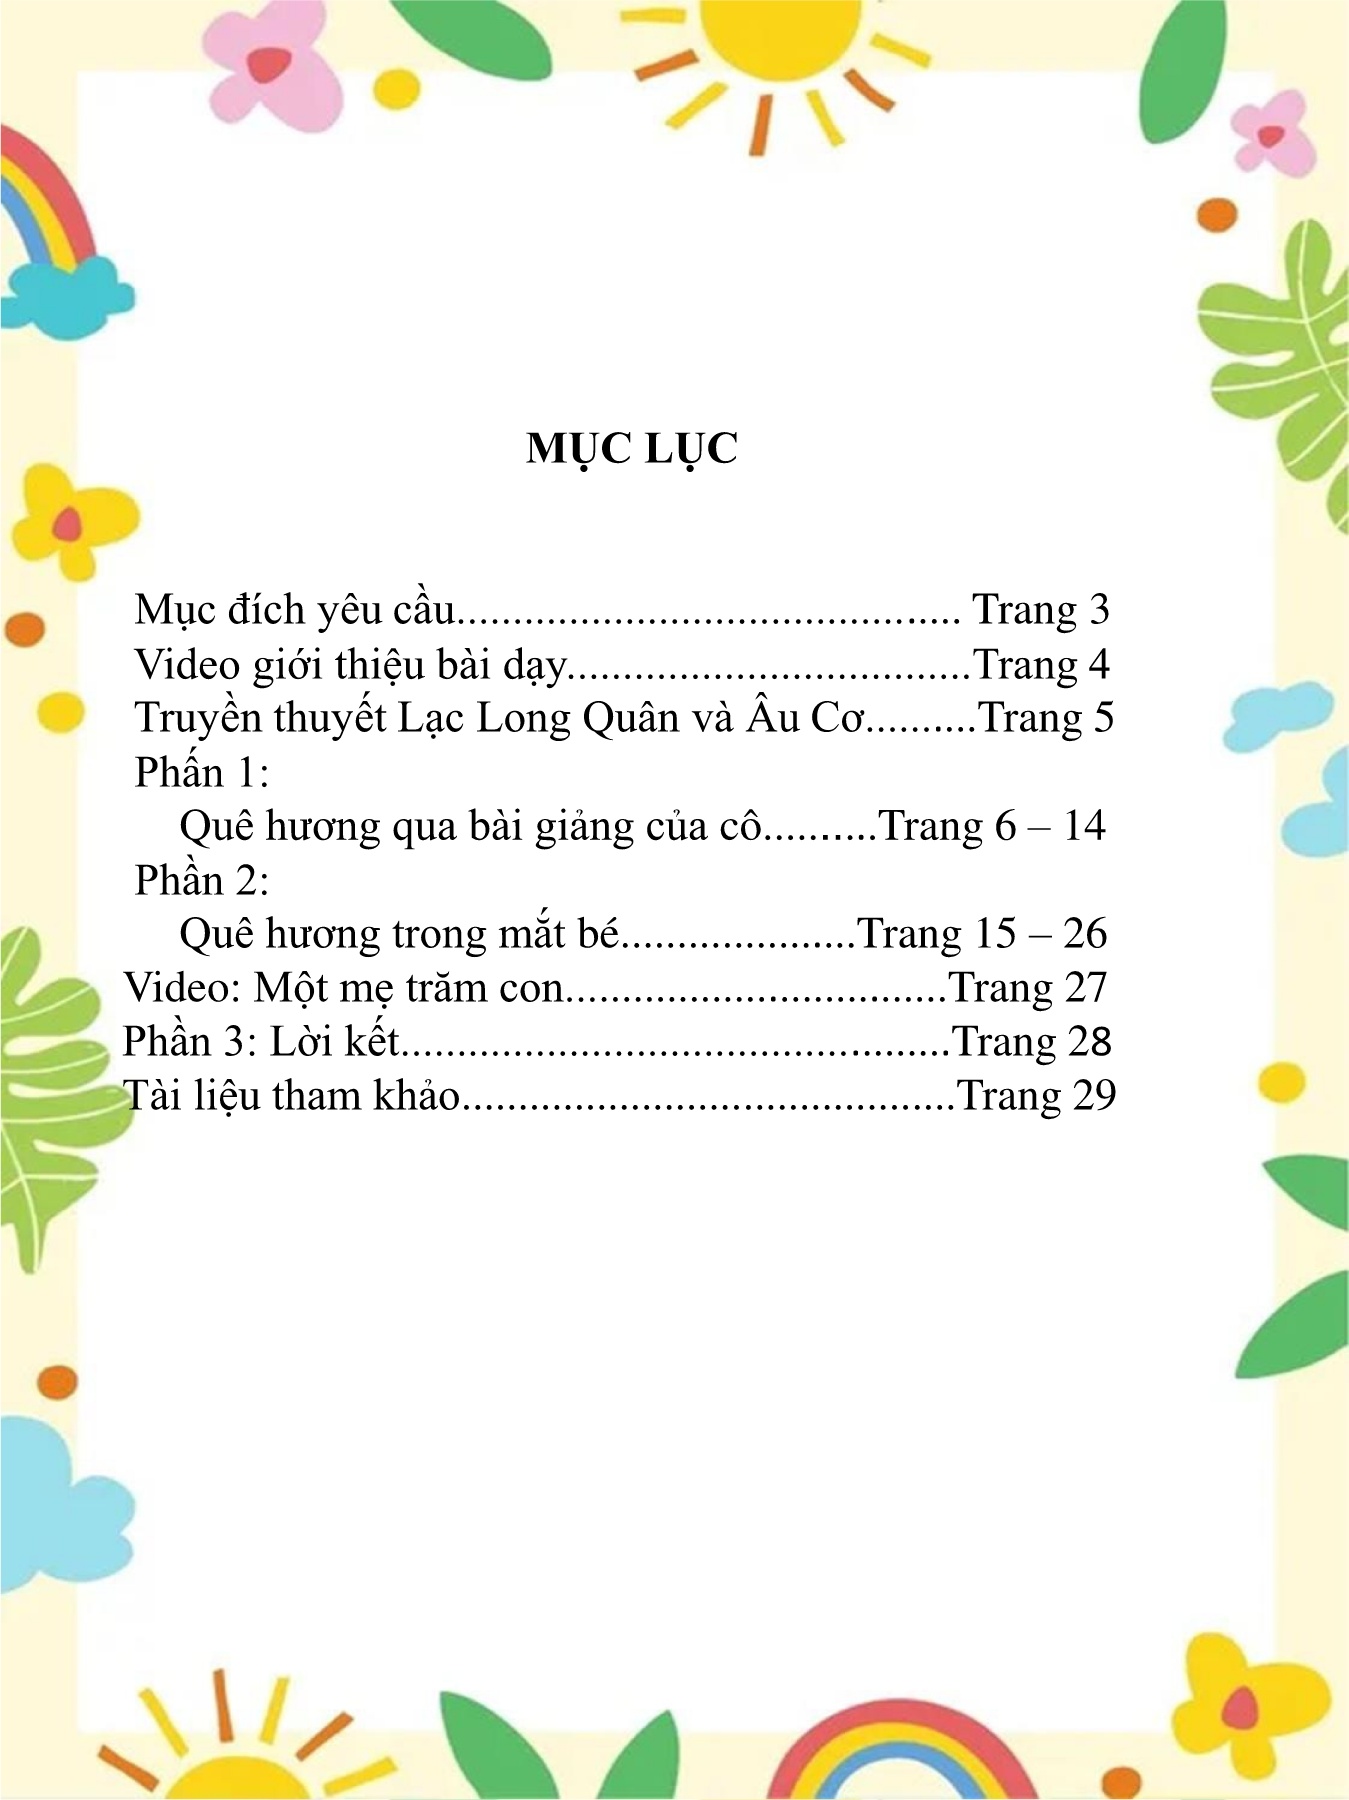 MỤC LỤC
Mục đích yêu cầu............................................. Trang 3
Video giới thiệu bài dạy....................................Trang 4
Truyền thuyết Lạc Long Quân và Âu Cơ..........Trang 5
Phấn 1:
Quê hương qua bài giảng của cô..........Trang 6 – 14
Phần 2:
Quê hương trong mắt bé.....................Trang 15 – 26
Video: Một mẹ trăm con..................................Trang 27
Phần 3: Lời kết.................................................Trang 28
Tài liệu tham khảo............................................Trang 29